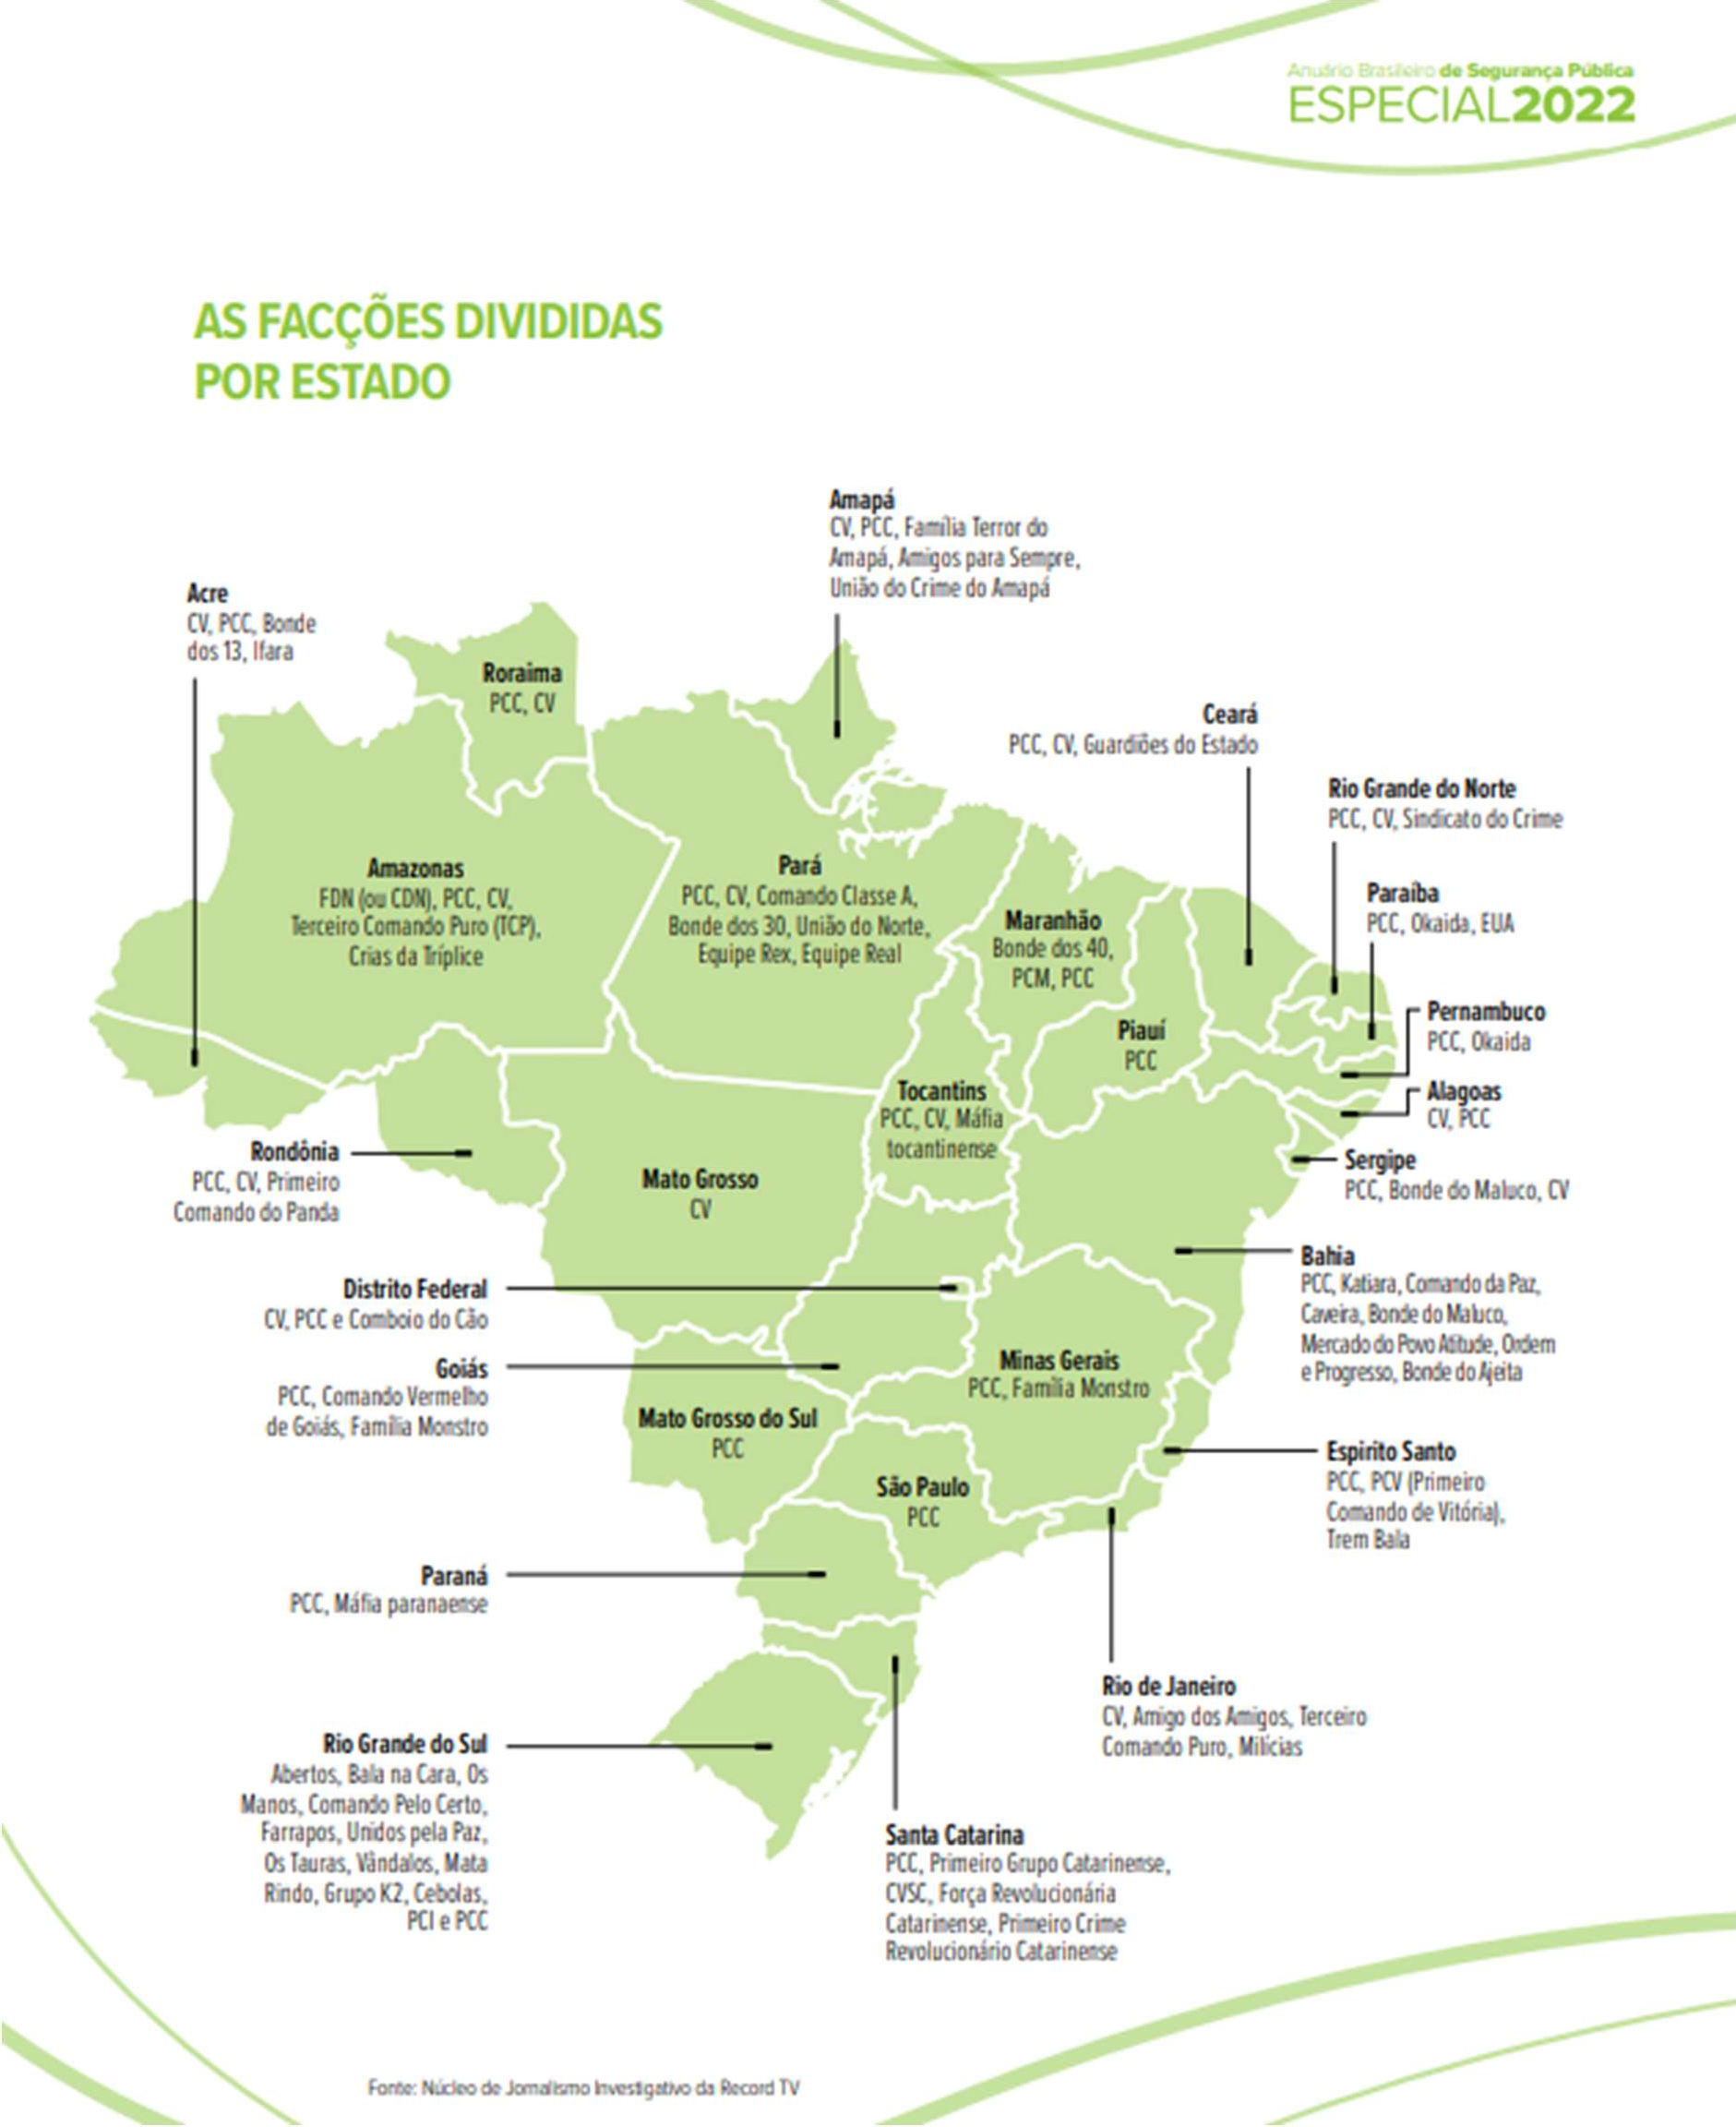 Anuário Brasileiro de Segurança Pública
ESPECIAL2022
AS FACÇÕES DIVIDIDAS
POR ESTADO
Amapá
CV, PCC, Família Terror do
Amapá, Amigos para Sempre,
União do Crime do Amapá
Acre
CV, PCC, Bonde
dos 13, Ifara
Roraima
PCC, CV
Ceará
PCC, CV, Guardiões do Estado
Rio Grande do Norte
PCC, CV, Sindicato do Crime
Amazonas
FDN (ou CDN), PCC, CV,
Terceiro Comando Puro (TCP),
Crias da Tríplice
Pará
PCC, CV, Comando Classe A,
Bonde dos 30, União do Norte,
Equipe Rex, Equipe Real
Maranhão
Bonde dos 40,
PCM, PCC
Paraíba
PCC, Okaida, EUA
Piauí
PCC
Pernambuco
PCC, Okaida
Tocantins
PCC, CV, Máfia
tocantinense
Alagoas
CV, PCC
Rondônia
PCC, CV, Primeiro
Comando do Panda
Mato Grosso
CV
Sergipe
PCC, Bonde do Maluco, CV
Distrito Federal
CV, PCC e Comboio do Cão
Bahia
PCC, Katiara, Comando da Paz,
Caveira, Bonde do Maluco,
Mercado do Povo Atitude, Ordem
e Progresso, Bonde do Ajeita
Goiás
PCC, Comando Vermelho
de Goiás, Família Monstro
Minas Gerais
PCC, Família Monstro
Mato Grosso do Sul
PCC
São Paulo
PCC
Espirito Santo
PCC, PCV (Primeiro
Comando de Vitória),
Trem Bala
Paraná
PCC, Máfia paranaense
Rio de Janeiro
CV, Amigo dos Amigos, Terceiro
Comando Puro, Milícias
Rio Grande do Sul
Abertos, Bala na Cara, Os
Manos, Comando Pelo Certo,
Farrapos, Unidos pela Paz,
Os Tauras, Vândalos, Mata
Rindo, Grupo K2, Cebolas,
PCI e PCC
Santa Catarina
PCC, Primeiro Grupo Catarinense,
CVSC, Força Revolucionária
Catarinense, Primeiro Crime
Revolucionário Catarinense
Fonte: Núcleo de Jornalismo Investigativo da Record TV